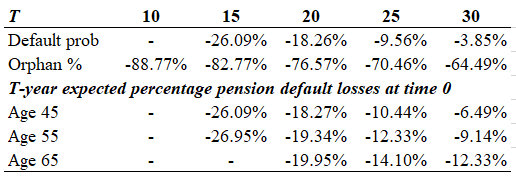 T 10 15 20 25 30
Default prob - -26.09% -18.26% -9.56% -3.85%
Orphan % -88.77% -82.77% -76.57% -70.46% -64.49%
T-year expected percentage pension default losses at time 0
Age 45 - -26.09% -18.27% -10.44% -6.49%
Age 55 - -26.95% -19.34% -12.33% -9.14%
Age 65 - - -19.95% -14.10% -12.33%